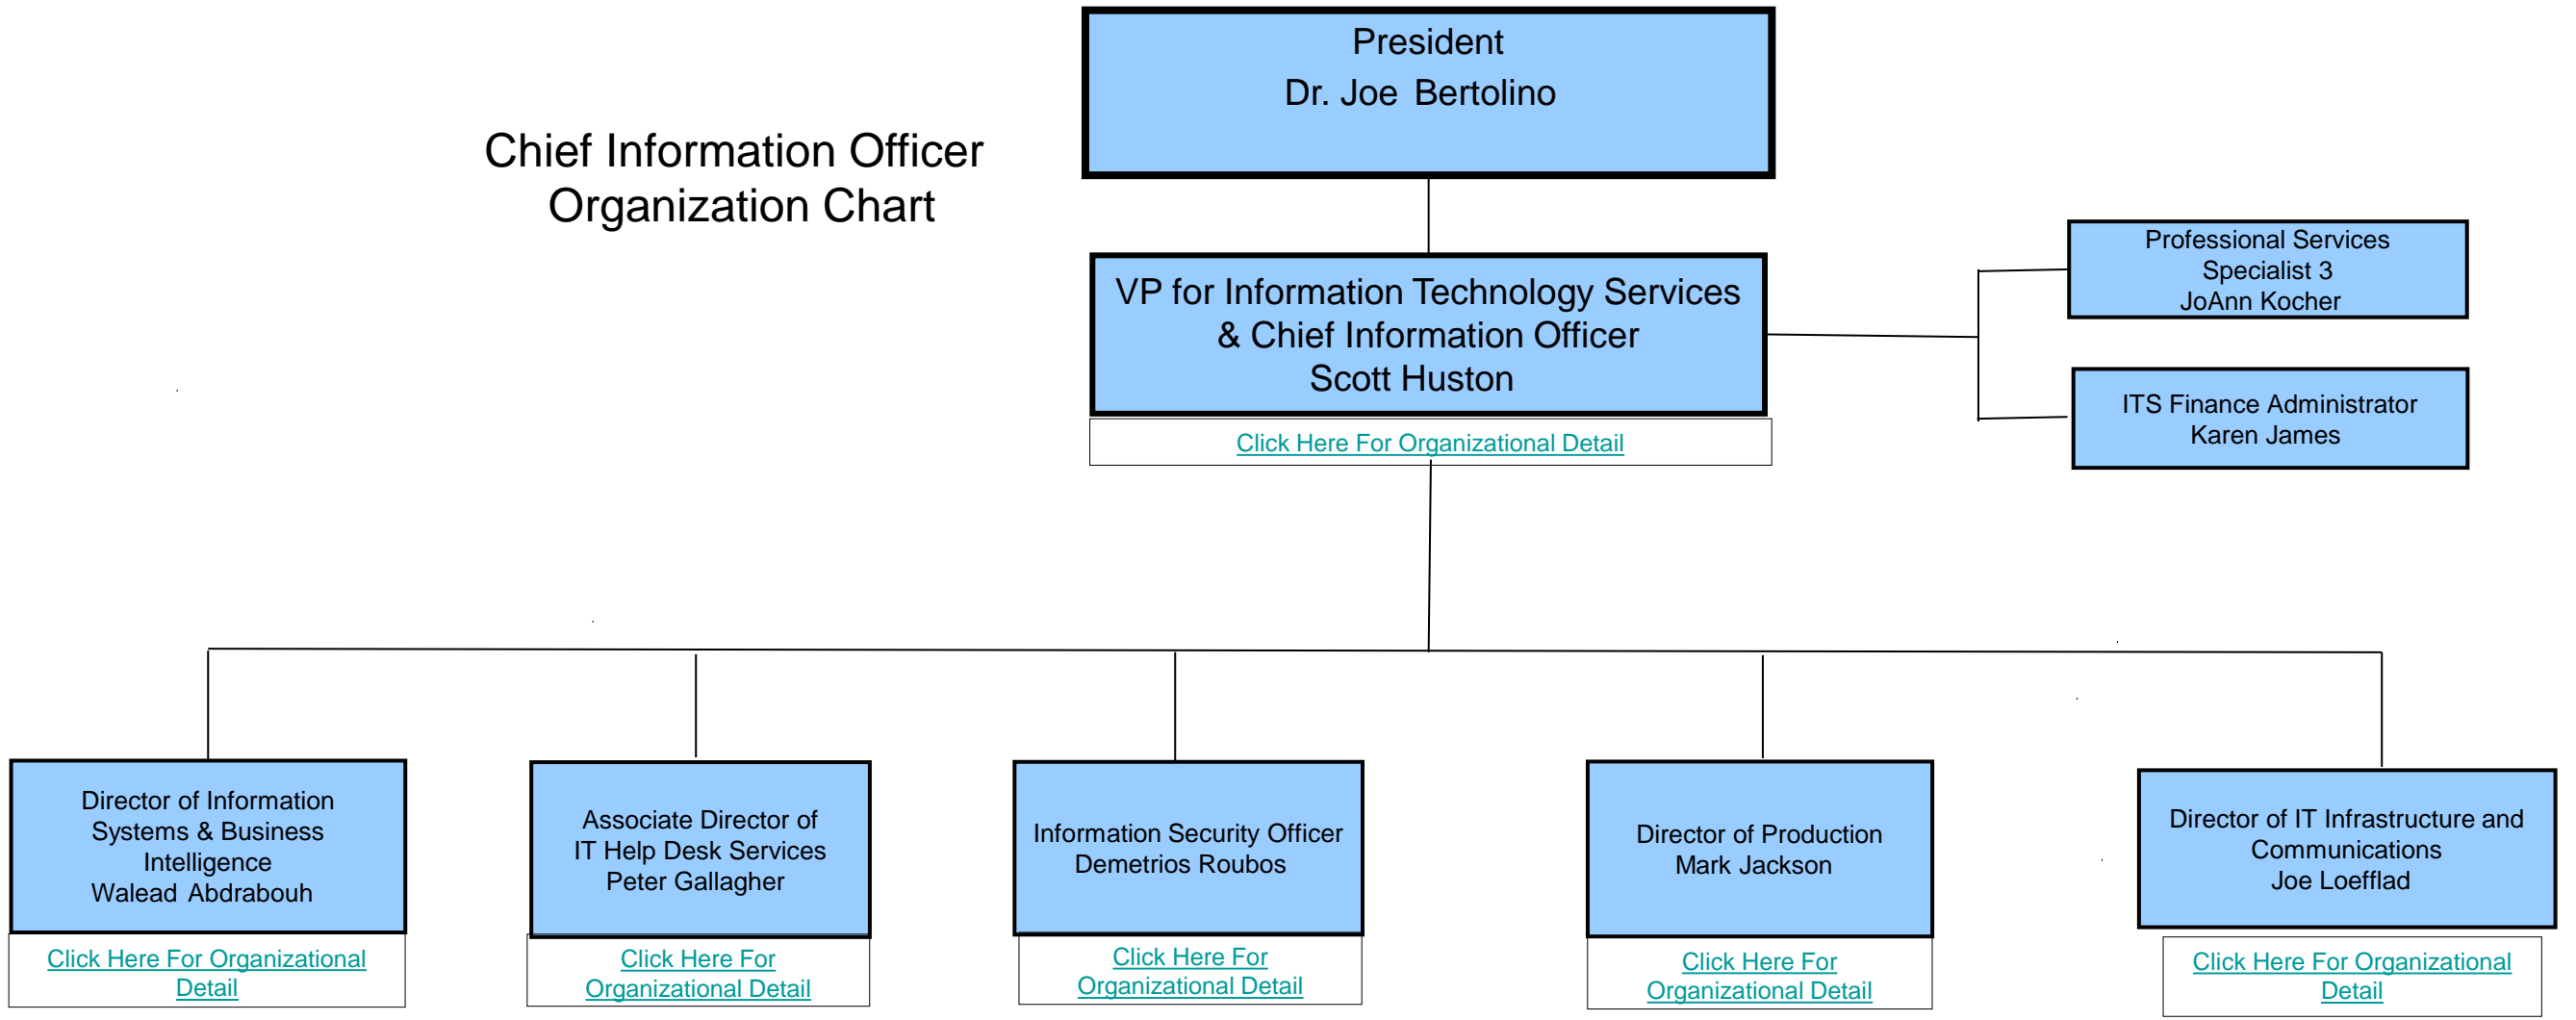 President
Dr. Joe Bertolino
Chief Information Officer
Organization Chart
VP for Information Technology Services
& Chief Information Officer
Scott Huston
Click Here For Organizational Detail
Professional Services
Specialist 3
JoAnn Kocher
ITS Finance Administrator
Karen James
Director of Information
Systems & Business
Intelligence
Walead Abdrabouh
Click Here For Organizational
Detail
Associate Director of
IT Help Desk Services
Peter Gallagher
Click Here For
Organizational Detail
Information Security Officer
Demetrios Roubos
Click Here For
Organizational Detail
Director of Production
Mark Jackson
Click Here For
Organizational Detail
Director of IT Infrastructure and
Communications
Joe Loefflad
Click Here For Organizational
Detail